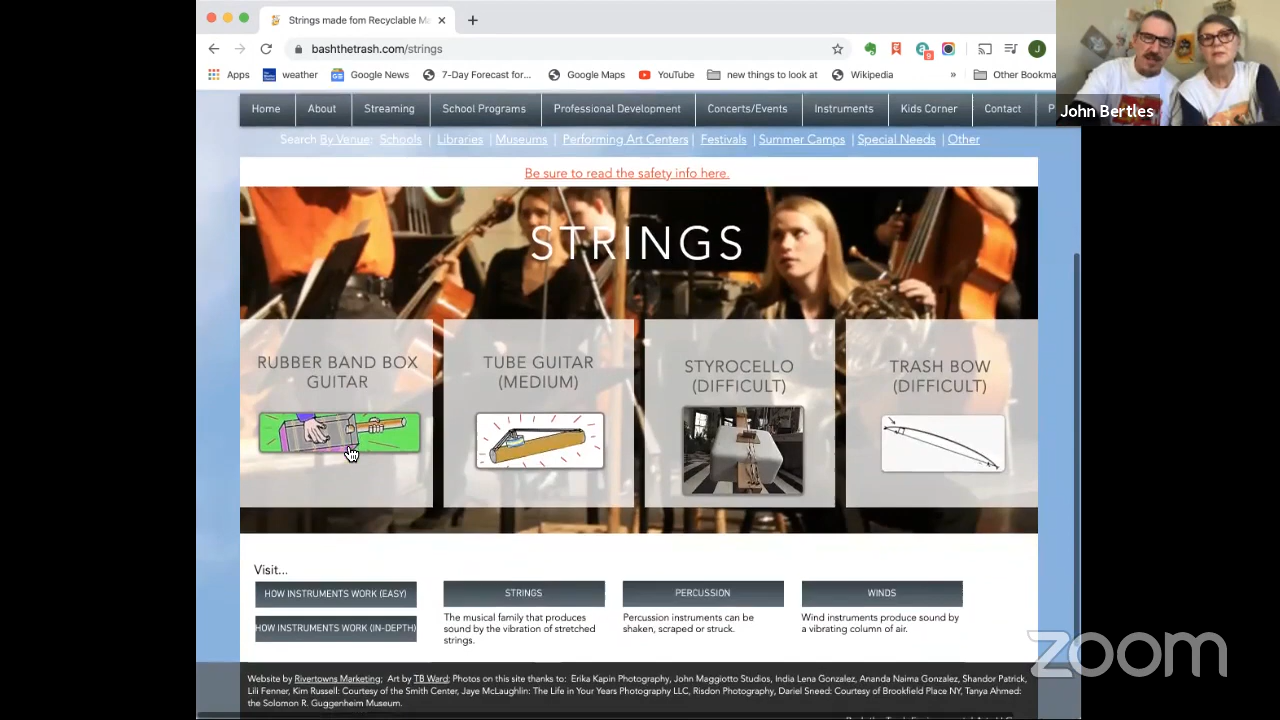 Strings made fom Recyclable M
bashthetrash.com/strings
9
J
Apps weather Google News 7-Day Forecast for... Google Maps YouTube new things to look at Wikipedia » Other Bookma
John Bertles
Home About Streaming School Programs Professional Development Concerts/Events Instruments Kids Corner Contact P
Search By Venue: Schools | Libraries | Museums | Performing Art Centers | Festivals | Summer Camps | Special Needs | Other
Be sure to read the safety info here.
STRINGS
RUBBER BAND BOX
GUITAR
TUBE GUITAR
(MEDIUM)
STYROCELLO
(DIFFICULT)
TRASH BOW
(DIFFICULT)
Visit...
HOW INSTRUMENTS WORK (EASY)
HOW INSTRUMENTS WORK (IN-DEPTH)
STRINGS
The musical family that produces
sound by the vibration of stretched
strings.
PERCUSSION
Percussion instruments can be
shaken, scraped or struck.
WINDS
Wind instruments produce sound by
a vibrating column of air.
zoom
Website by Rivertowns Marketing; Art by TB Ward; Photos on this site thanks to: Erika Kapin Photography, John Maggiotto Studios, India Lena Gonzalez, Ananda Naima Gonzalez, Shandor Patrick,
Lili Fenner, Kim Russell: Courtesy of the Smith Center, Jaye McLaughlin: The Life in Your Years Photography LLC, Risdon Photography, Dariel Sneed: Courtesy of Brookfield Place NY, Tanya Ahmed:
the Solomon R. Guggenheim Museum.